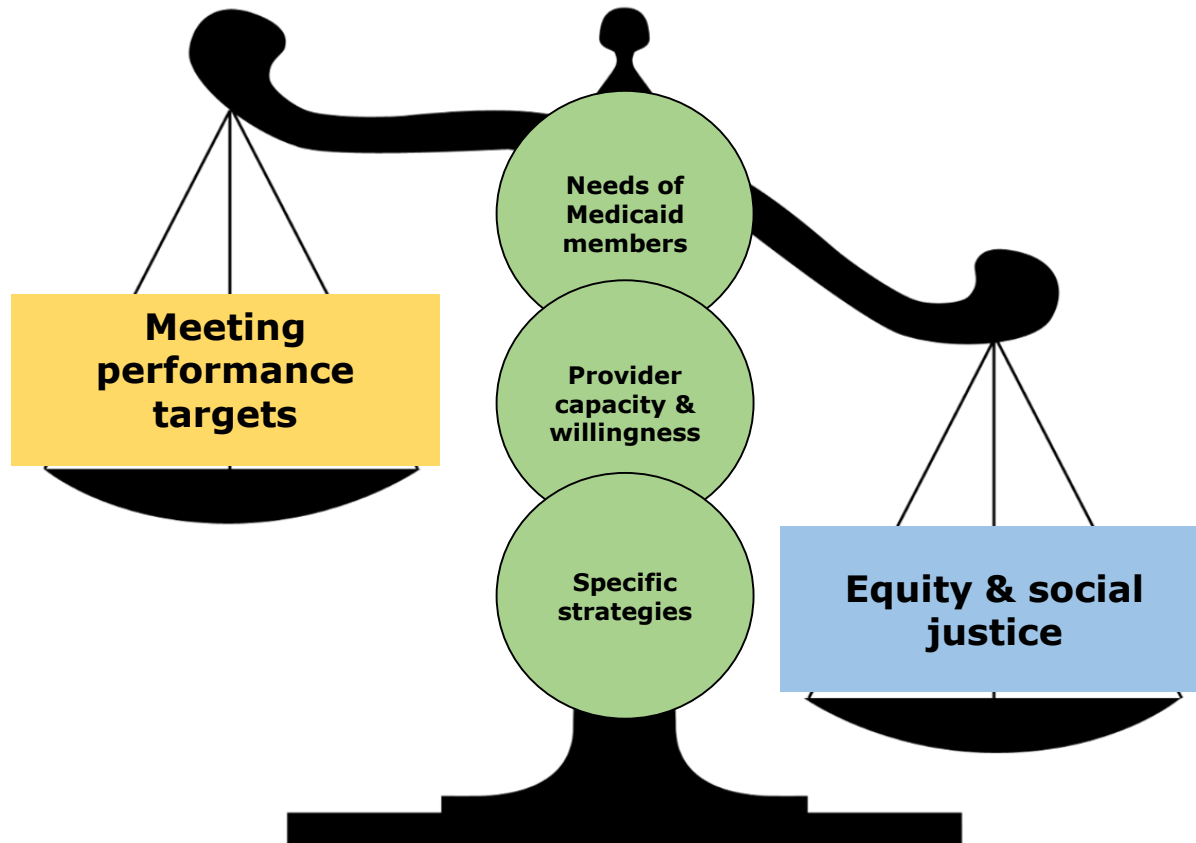 Needs of
Medicaid
members
Meeting
performance
targets
Provider
capacity &
willingness
Specific
strategies
Equity & social
justice